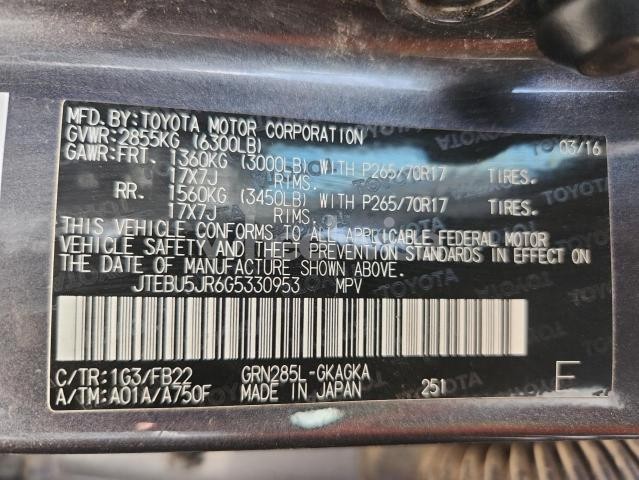 MFD.BY:TOYOTA MOTOR CORPORATION 03/16
GVWR:2855KG (6300LB)
GAWR:FRT. 1360KG (3000LB) WITH P265/70R17 TIRES.
17X7J RIMS.
RR. 1560KG (3450LB) WITH P265/70R17 TIRES.
17X7J RIMS.
THIS VEHICLE CONFORMS TO ALL APPLICABLE FEDERAL MOTOR
VEHICLE SAFETY AND THEFT PREVENTION STANDARDS IN EFFECT ON
THE DATE OF MANUFACTURE SHOWN ABOVE.
JTEBU5JR6G5330953 MPV
C/TR:1G3/FB22 GRN285L-GKAGKA
A/TM:A01A/A750F MADE IN JAPAN 251 F